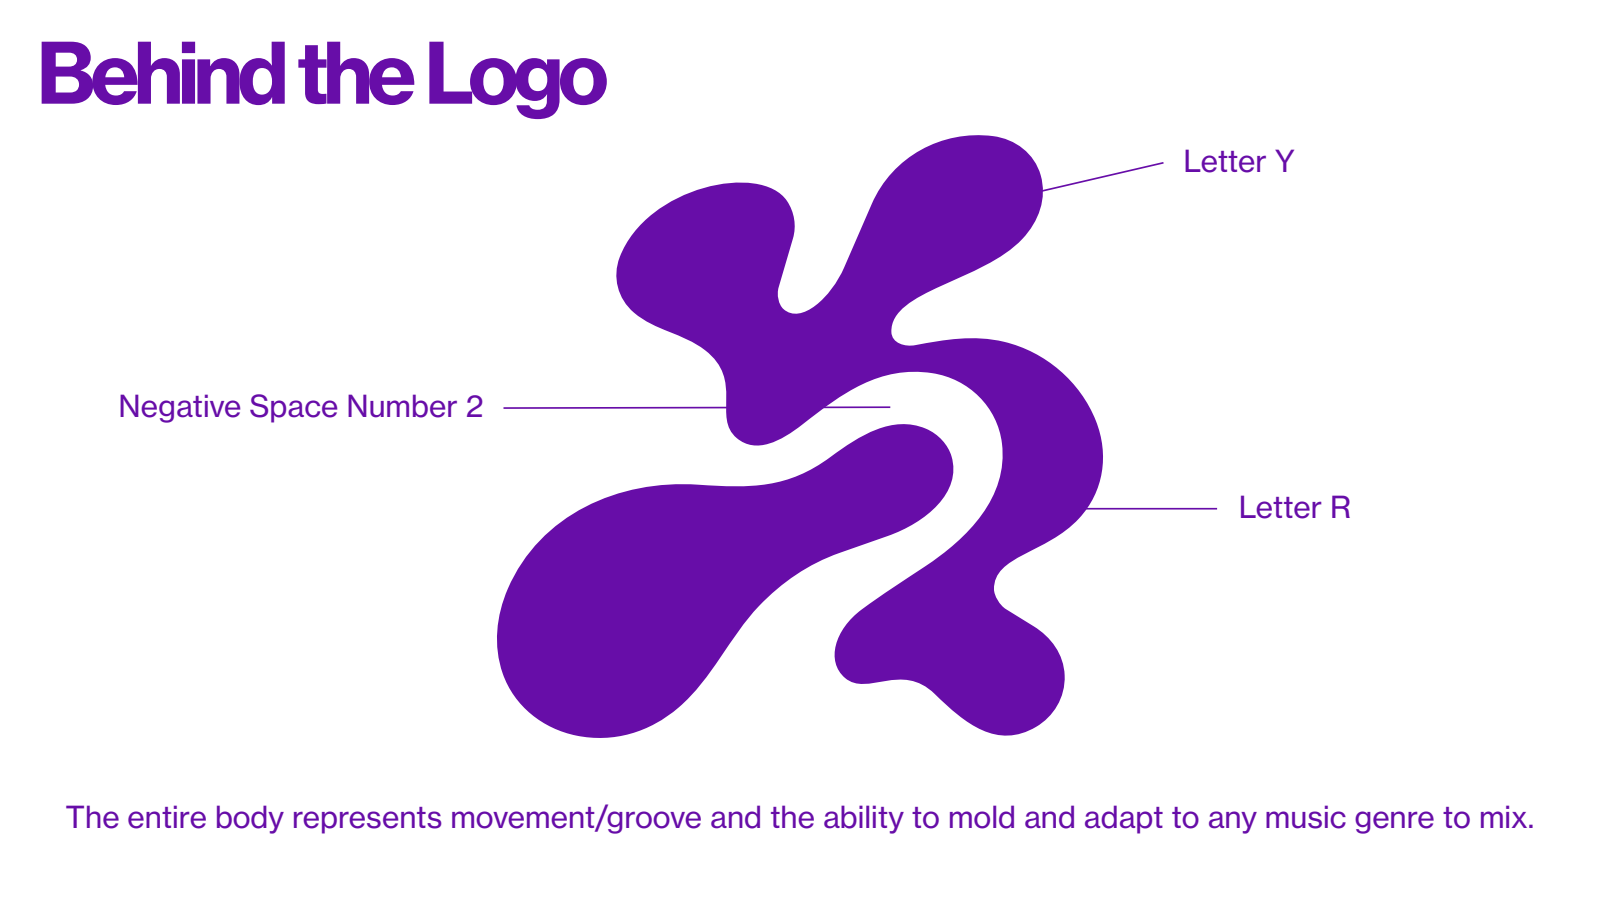 Behind the Logo
Letter Y
Negative Space Number 2
Letter R
The entire body represents movement/groove and the ability to mold and adapt to any music genre to mix.